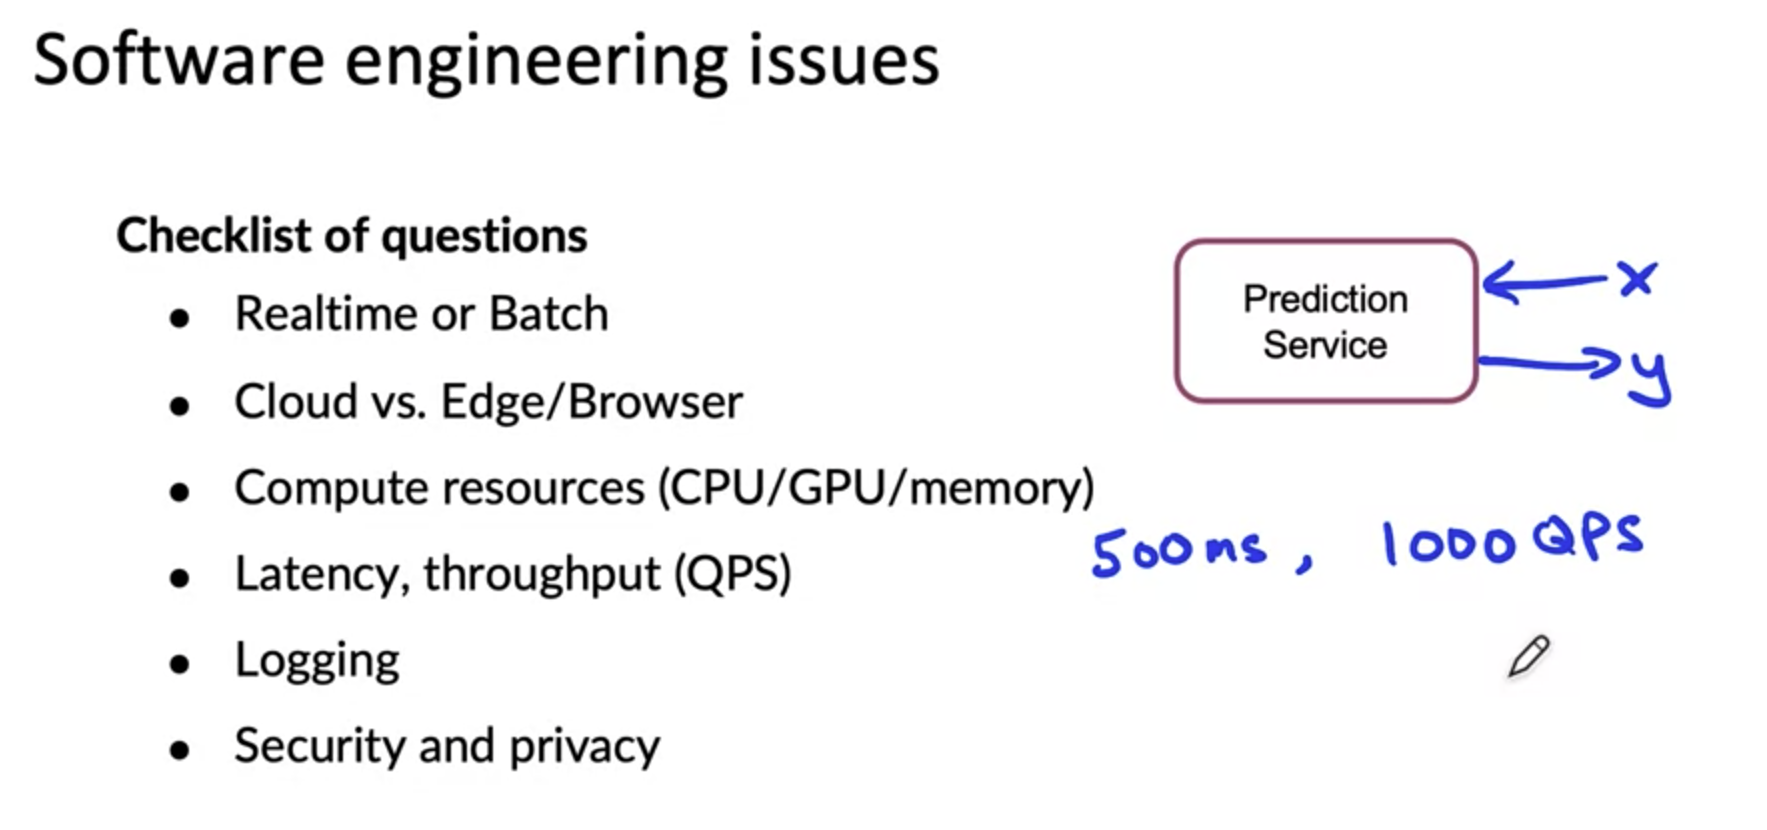 Software engineering issues
Checklist of questions
● Realtime or Batch
● Cloud vs. Edge/Browser
● Compute resources (CPU/GPU/memory)
● Latency, throughput (QPS)
● Logging
● Security and privacy
Prediction
Service
x
y
500ms, 1000 QPS